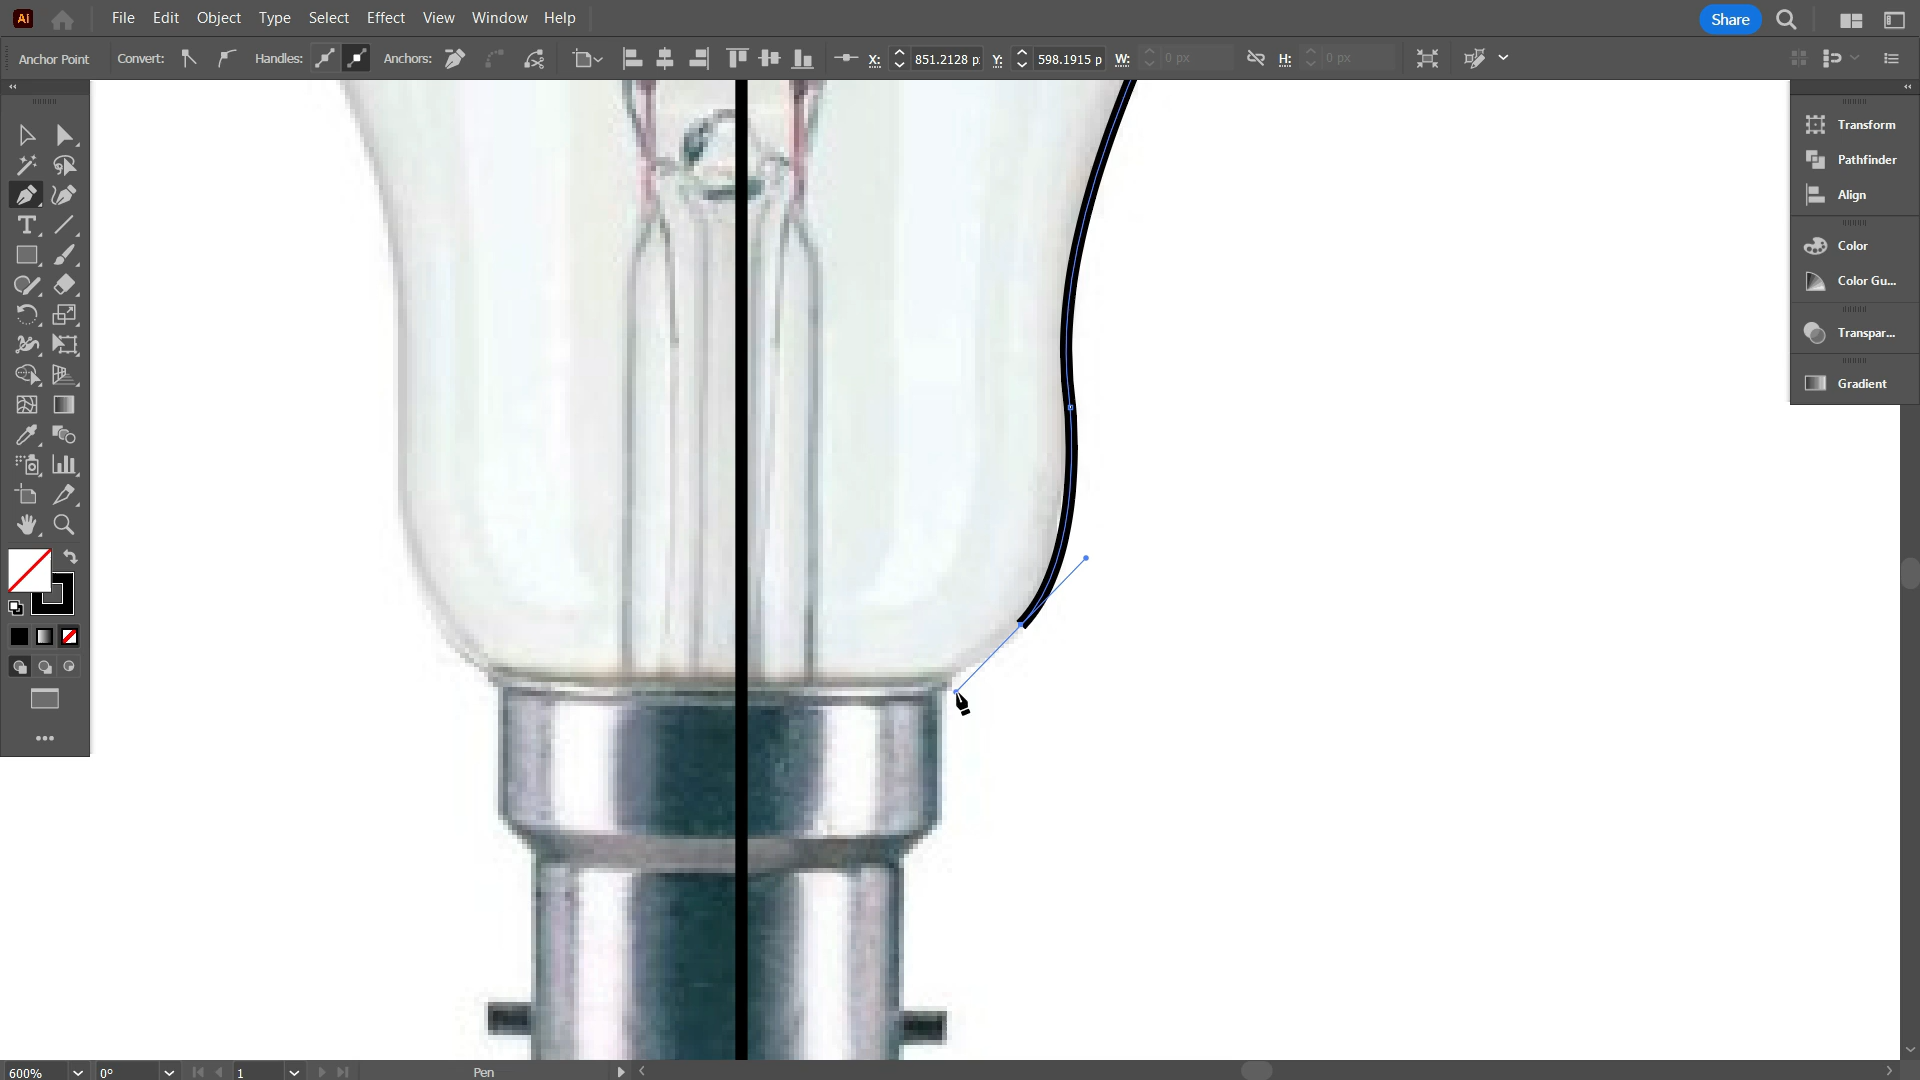 Ai File Edit Object Type Select Effect View Window Help Share
Anchor Point Convert: Handles: Anchors: X: 851.2128 p Y: 598.1915 p W: 0 px H: 0 px
Transform
Pathfinder
Align
Color
Color Gu...
Transpar...
Gradient
600% 0° 1 Pen